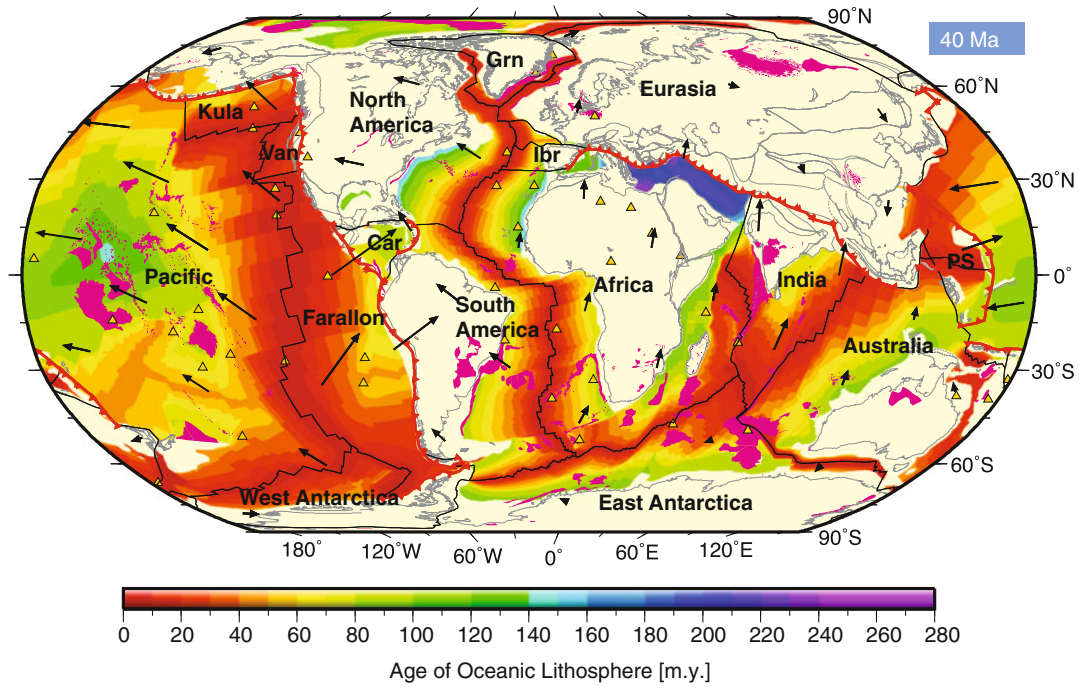 90˚N
40 Ma
Grn
60˚N
Eurasia
North
America
Kula
Van
Ibr
30˚N
Car
PS
0˚
Pacific
India
Africa
South
America
Farallon
Australia
30˚S
60˚S
West Antarctica
East Antarctica
90˚S
180˚ 120˚W 60˚W 0˚ 60˚E 120˚E
0 20 40 60 80 100 120 140 160 180 200 220 240 260 280
Age of Oceanic Lithosphere [m.y.]